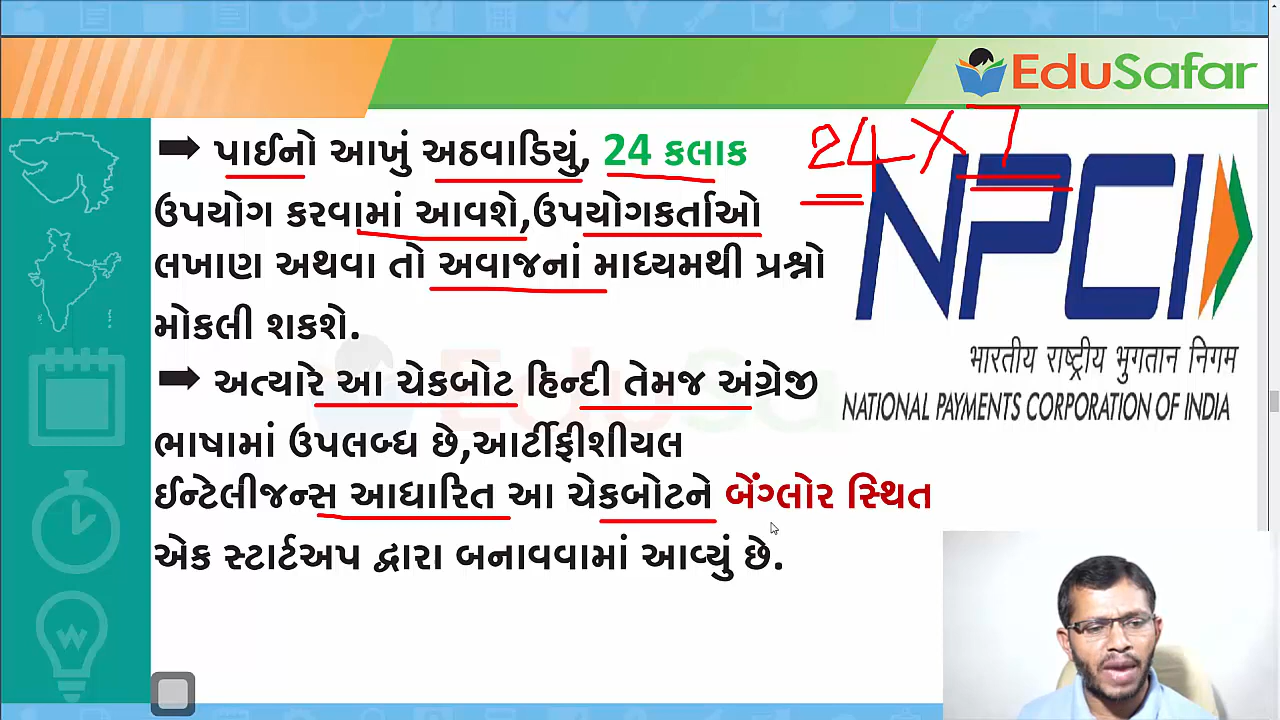 EduSafar
➡ પાઈનો આખું અઠવાડિયું, 24 કલાક
24 X 7
ઉપયોગ કરવામાં આવશે,ઉપયોગકર્તાઓ
લખાણ અથવા તો અવાજનાં માધ્યમથી પ્રશ્નો
મોકલી શકશે.
NPCI
भारतीय राष्ट्रीय भुगतान निगम
NATIONAL PAYMENTS CORPORATION OF INDIA
➡ અત્યારે આ ચેકબોટ હિન્દી તેમજ અંગ્રેજી
ભાષામાં ઉપલબ્ધ છે,આર્ટીફીશીયલ
ઈન્ટેલીજન્સ આધારિત આ ચેકબોટને બેંગ્લોર સ્થિત
એક સ્ટાર્ટઅપ દ્વારા બનાવવામાં આવ્યું છે.
EduSafar